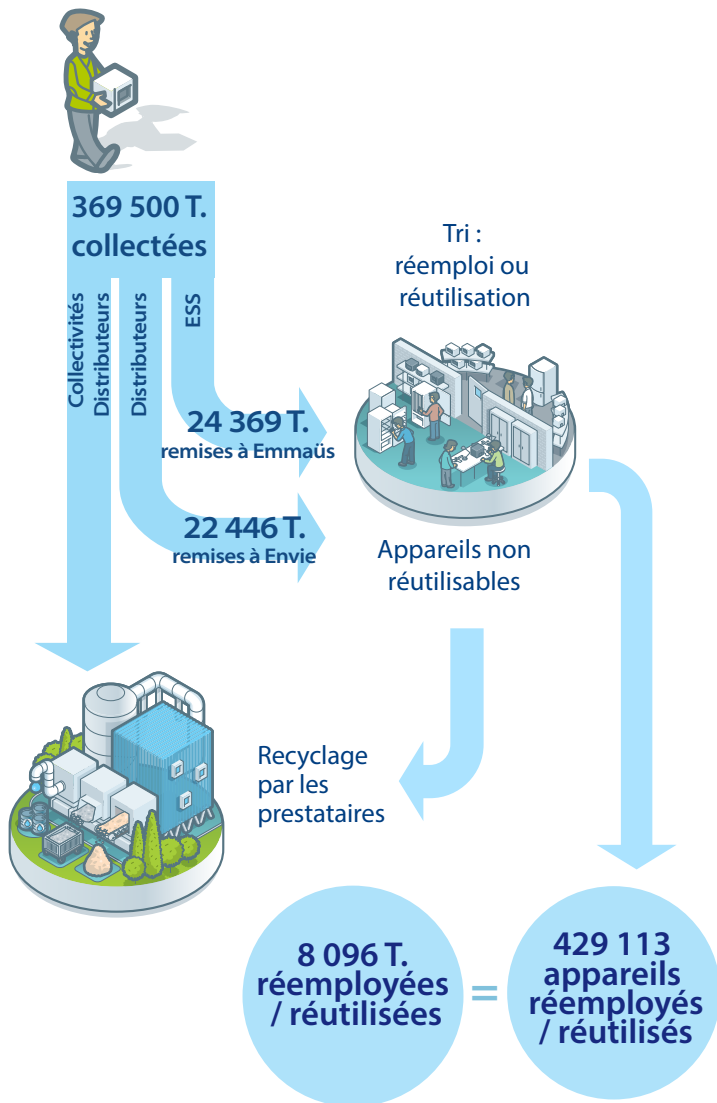 369 500 T.
collectées
Collectivités
Distributeurs
Distributeurs
ESS
Tri :
réemploi ou
réutilisation
24 369 T.
remises à Emmaüs
22 446 T.
remises à Envie
Appareils non
réutilisables
Recyclage
par les
prestataires
8 096 T.
réemployées
/ réutilisées
=
429 113
appareils
réemployés
/ réutilisés